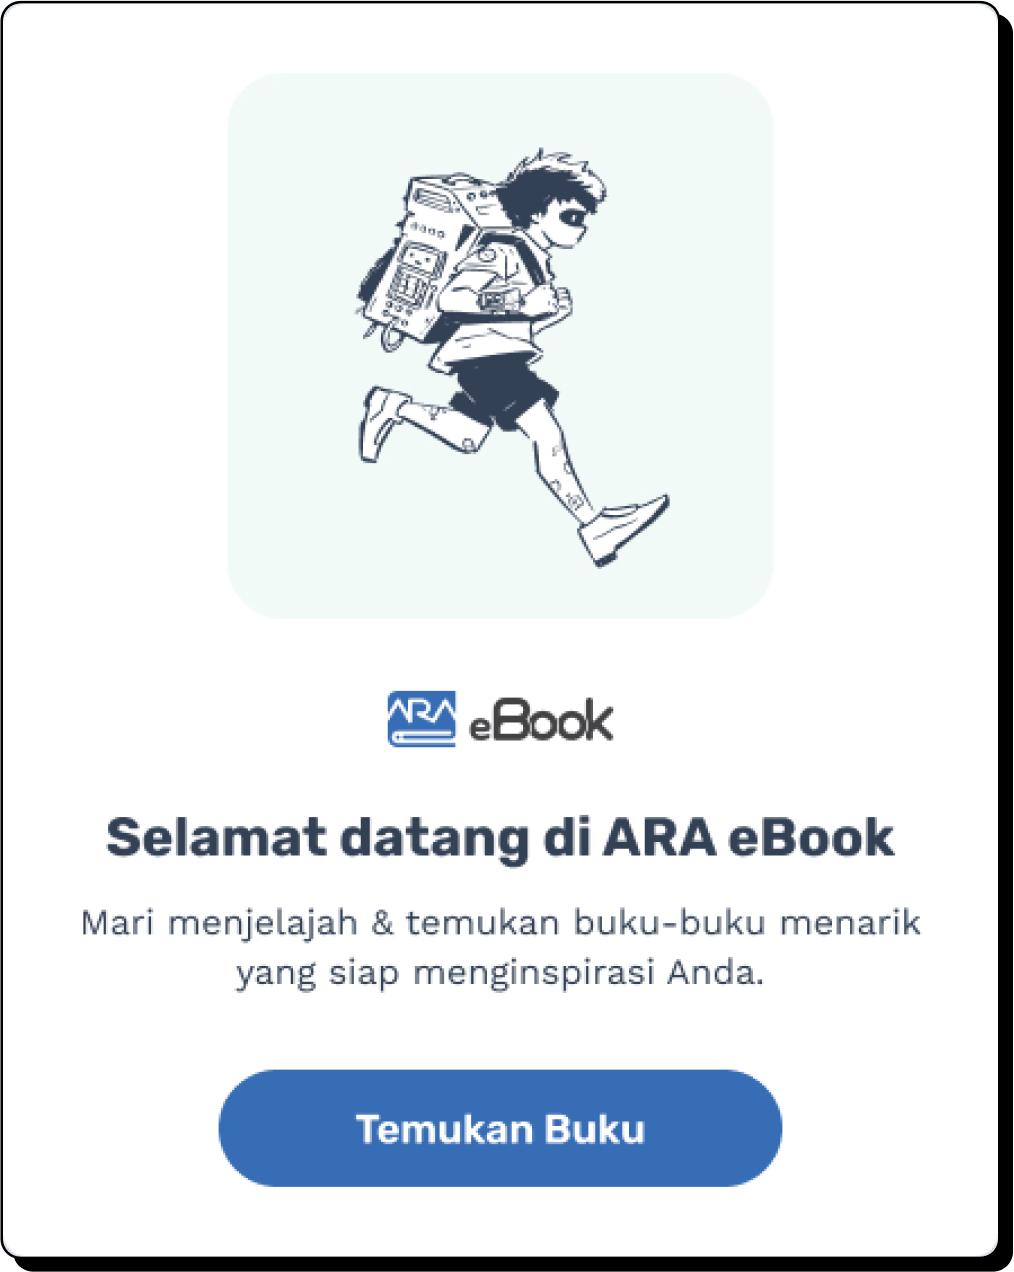 ARA eBook
Selamat datang di ARA eBook
Mari menjelajah & temukan buku-buku menarik
yang siap menginspirasi Anda.
Temukan Buku